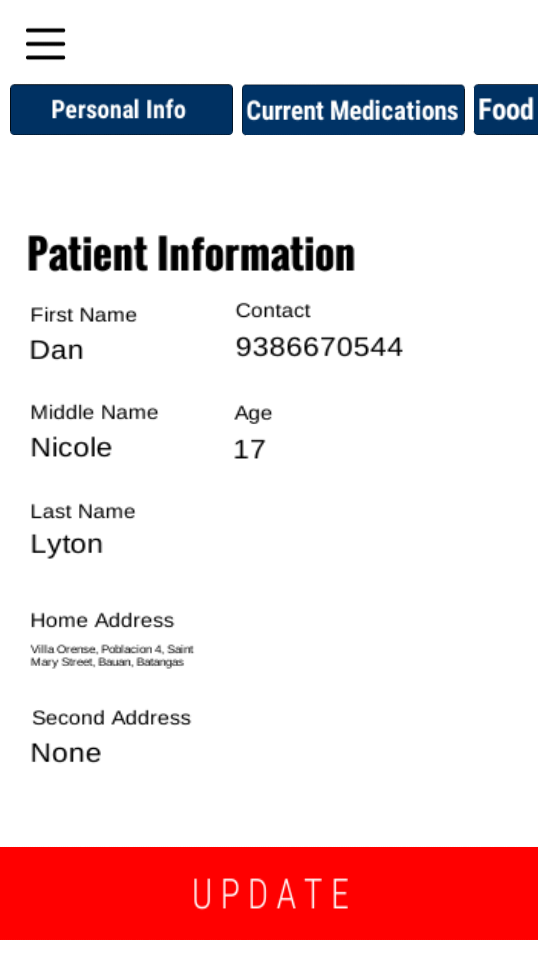 Personal Info
Current Medications
Food
Patient Information
First Name
Contact
Dan
9386670544
Middle Name
Age
Nicole
17
Last Name
Lyton
Home Address
Villa Orense, Poblacion 4, Saint
Mary Street, Bauan, Batangas
Second Address
None
UPDATE